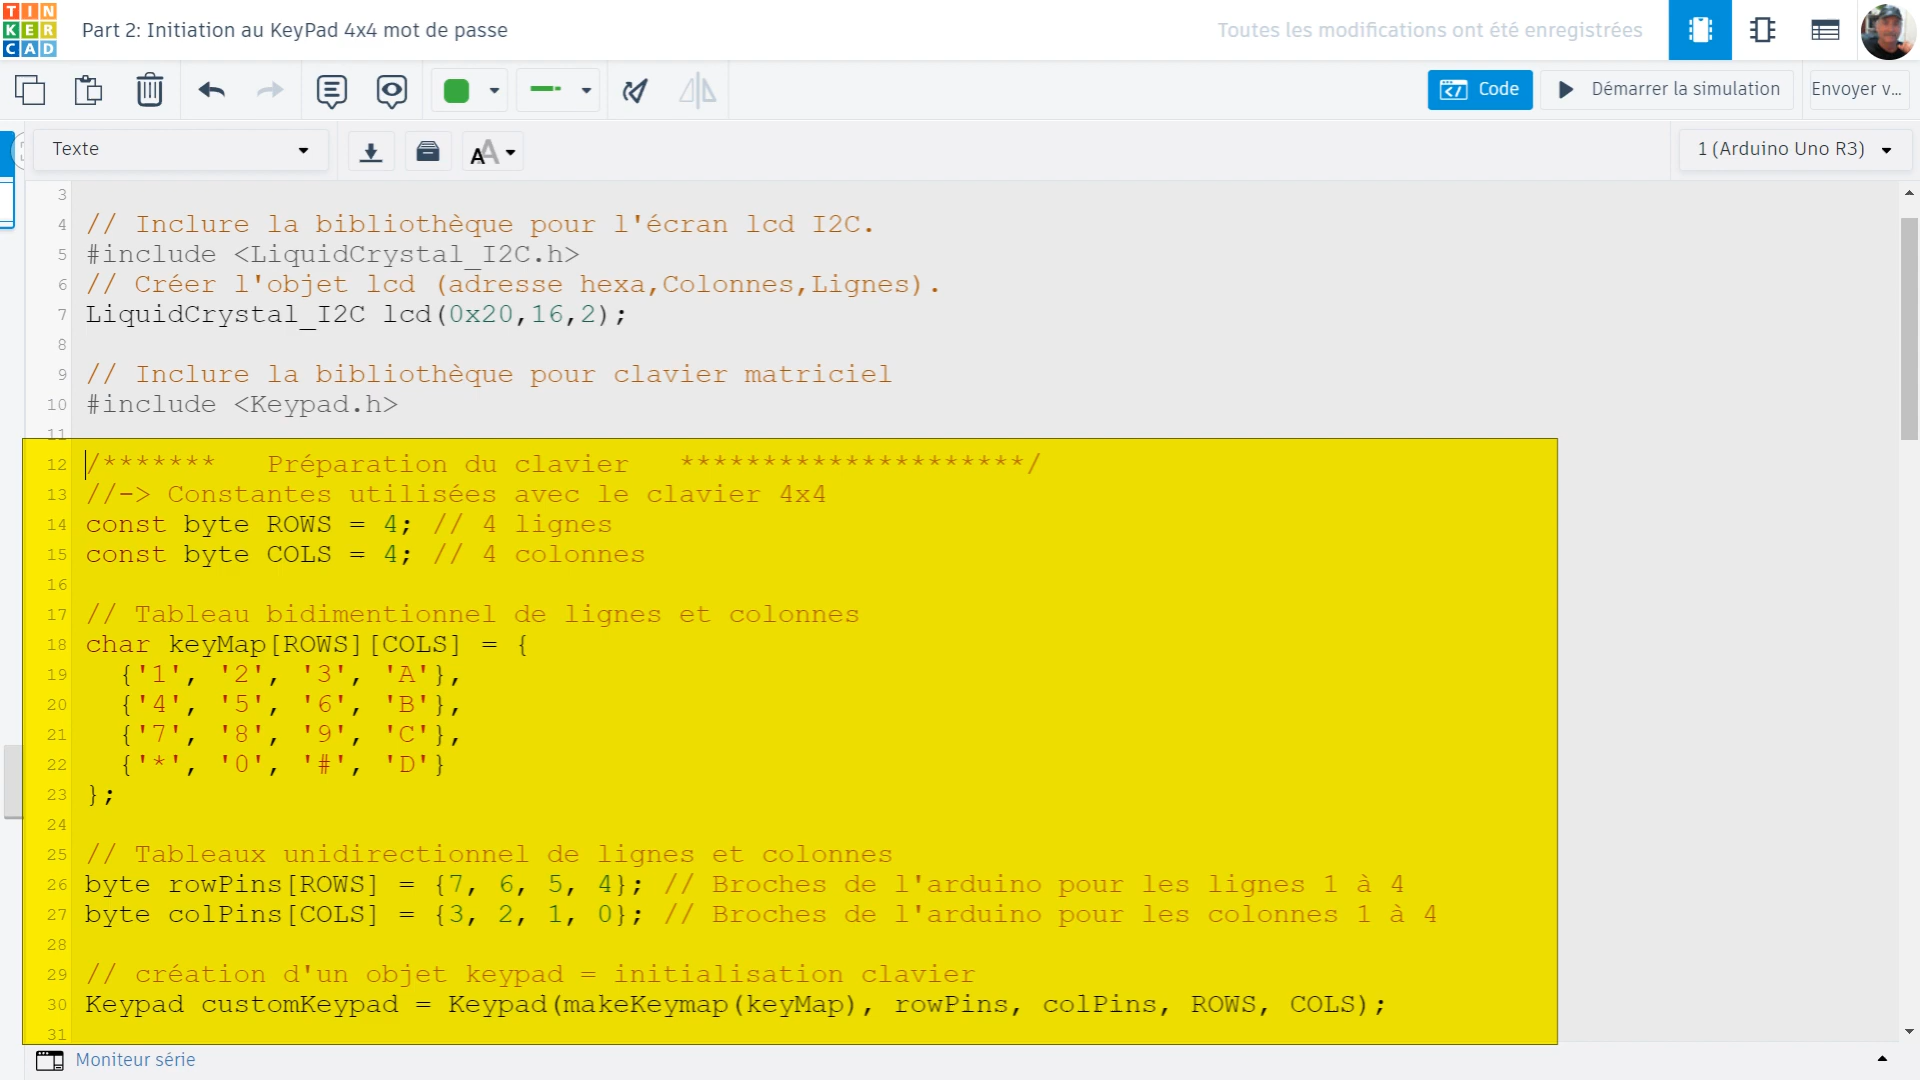 TIN
KER
CAD
Part 2: Initiation au KeyPad 4x4 mot de passe
Toutes les modifications ont été enregistrées
Code
Démarrer la simulation
Envoyer v...
Texte
1 (Arduino Uno R3)
3
4 // Inclure la bibliothèque pour l'écran lcd I2C.
5 #include <LiquidCrystal_I2C.h>
6 // Créer l'objet lcd (adresse hexa,Colonnes,Lignes).
7 LiquidCrystal_I2C lcd(0x20,16,2);
8
9 // Inclure la bibliothèque pour clavier matriciel
10 #include <Keypad.h>
11
12 /******* Préparation du clavier *********************/
13 //-> Constantes utilisées avec le clavier 4x4
14 const byte ROWS = 4; // 4 lignes
15 const byte COLS = 4; // 4 colonnes
16
17 // Tableau bidimentionnel de lignes et colonnes
18 char keyMap[ROWS][COLS] = {
19 {'1', '2', '3', 'A'},
20 {'4', '5', '6', 'B'},
21 {'7', '8', '9', 'C'},
22 {'*', '0', '#', 'D'}
23 };
24
25 // Tableaux unidirectionnel de lignes et colonnes
26 byte rowPins[ROWS] = {7, 6, 5, 4}; // Broches de l'arduino pour les lignes 1 à 4
27 byte colPins[COLS] = {3, 2, 1, 0}; // Broches de l'arduino pour les colonnes 1 à 4
28
29 // création d'un objet keypad = initialisation clavier
30 Keypad customKeypad = Keypad(makeKeymap(keyMap), rowPins, colPins, ROWS, COLS);
31
Moniteur série